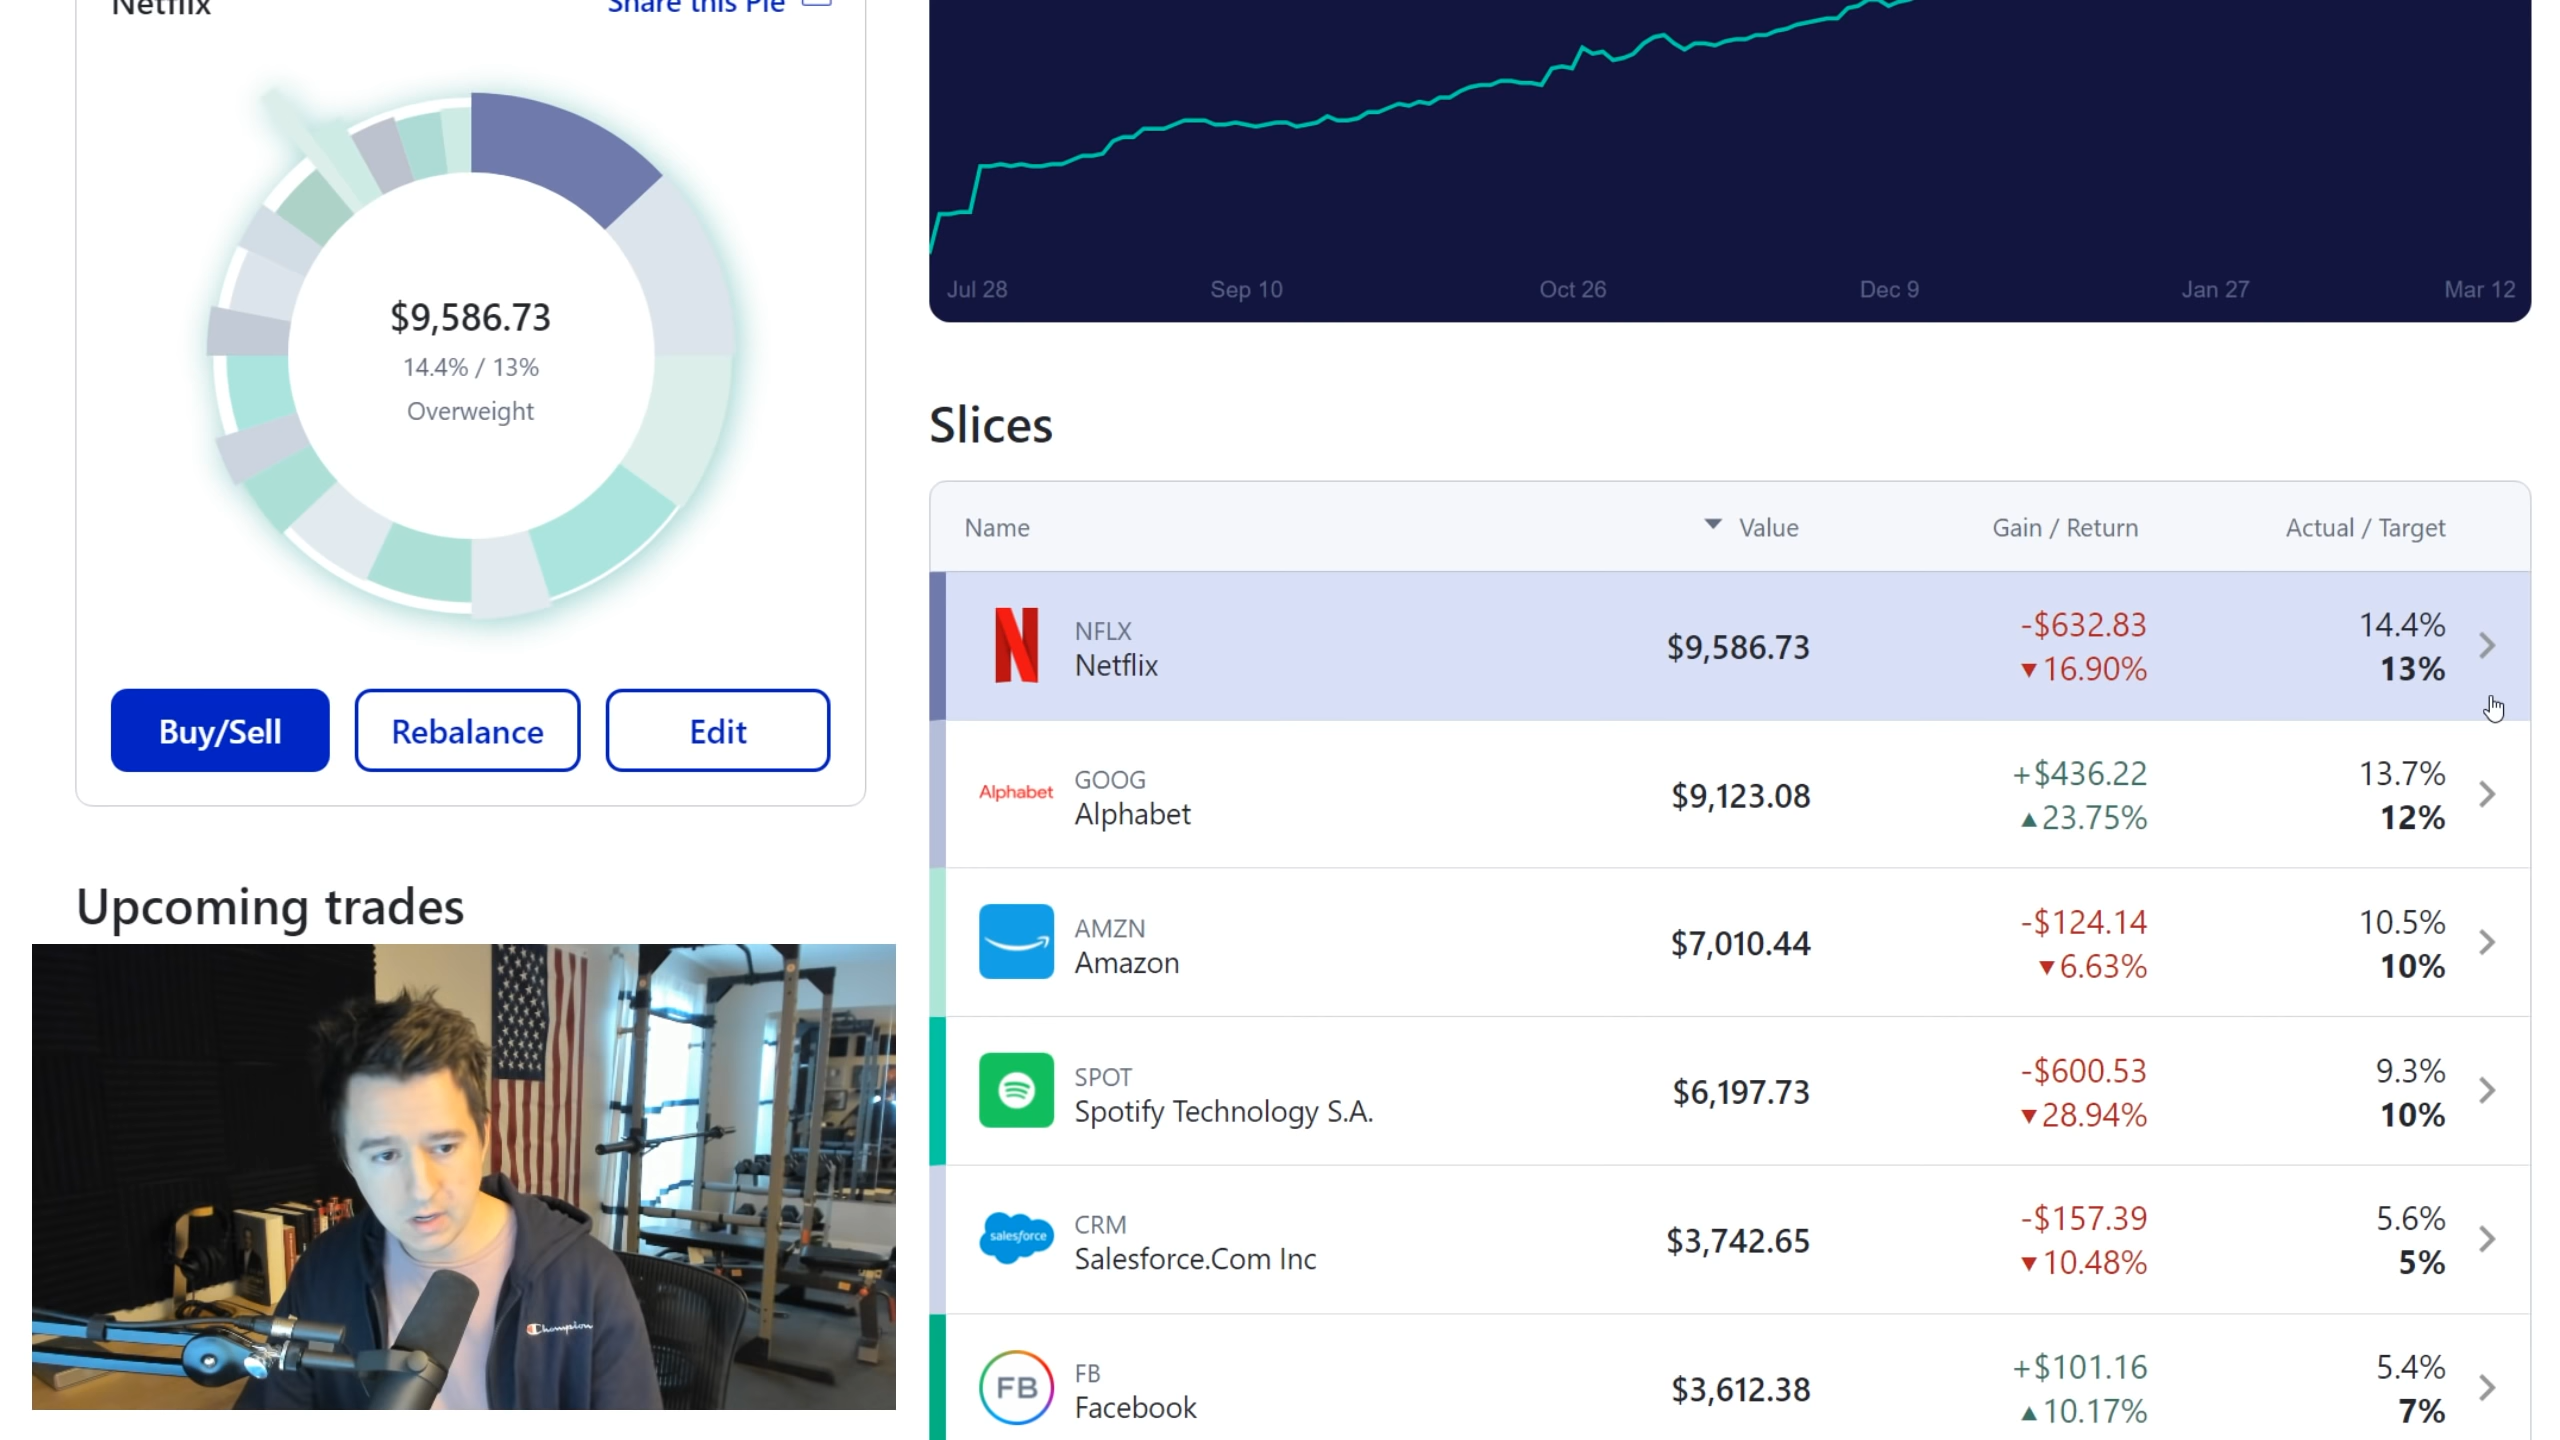 Netflix
Share this Pie
$9,586.73
14.4% / 13%
Overweight
Buy/Sell
Rebalance
Edit
Upcoming trades
Champion
Jul 28
Sep 10
Oct 26
Dec 9
Jan 27
Mar 12
Slices
Name
Value
Gain / Return
Actual / Target
NFLX
Netflix
$9,586.73
-$632.83
▼16.90%
14.4%
13%
Alphabet
GOOG
Alphabet
$9,123.08
+$436.22
▲23.75%
13.7%
12%
AMZN
Amazon
$7,010.44
-$124.14
▼6.63%
10.5%
10%
SPOT
Spotify Technology S.A.
$6,197.73
-$600.53
▼28.94%
9.3%
10%
salesforce
CRM
Salesforce.Com Inc
$3,742.65
-$157.39
▼10.48%
5.6%
5%
FB
FB
Facebook
$3,612.38
+$101.16
▲10.17%
5.4%
7%